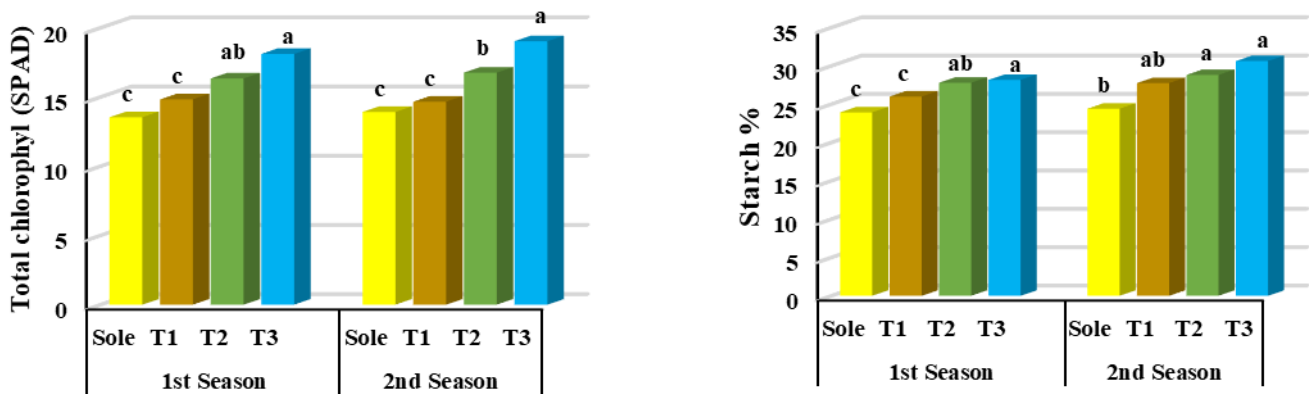 Total chlorophyl (SPAD)
20
15
10
5
0
c c ab a c c b a
Sole T1 T2 T3 Sole T1 T2 T3
1st Season 2nd Season
Starch %
35
30
25
20
15
10
5
0
c c ab a b ab a a
Sole T1 T2 T3 Sole T1 T2 T3
1st Season 2nd Season